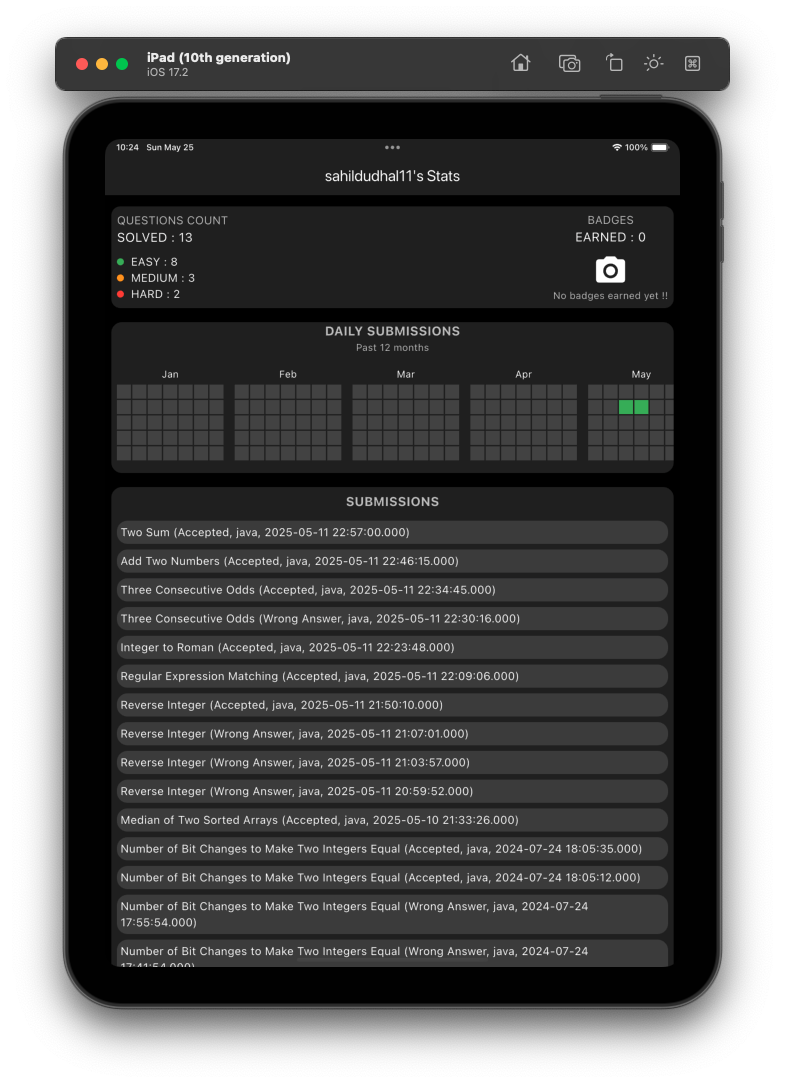 iPad (10th generation)
iOS 17.2
10:24 Sun May 25
100%
sahildudhal11's Stats
QUESTIONS COUNT
SOLVED : 13
EASY : 8
MEDIUM : 3
HARD : 2
BADGES
EARNED : 0
No badges earned yet !!
DAILY SUBMISSIONS
Past 12 months
Jan Feb Mar Apr May
SUBMISSIONS
Two Sum (Accepted, java, 2025-05-11 22:57:00.000)
Add Two Numbers (Accepted, java, 2025-05-11 22:46:15.000)
Three Consecutive Odds (Accepted, java, 2025-05-11 22:34:45.000)
Three Consecutive Odds (Wrong Answer, java, 2025-05-11 22:30:16.000)
Integer to Roman (Accepted, java, 2025-05-11 22:23:48.000)
Regular Expression Matching (Accepted, java, 2025-05-11 22:09:06.000)
Reverse Integer (Accepted, java, 2025-05-11 21:50:10.000)
Reverse Integer (Wrong Answer, java, 2025-05-11 21:07:01.000)
Reverse Integer (Wrong Answer, java, 2025-05-11 21:03:57.000)
Reverse Integer (Wrong Answer, java, 2025-05-11 20:59:52.000)
Median of Two Sorted Arrays (Accepted, java, 2025-05-10 21:33:26.000)
Number of Bit Changes to Make Two Integers Equal (Accepted, java, 2024-07-24 18:05:35.000)
Number of Bit Changes to Make Two Integers Equal (Accepted, java, 2024-07-24 18:05:12.000)
Number of Bit Changes to Make Two Integers Equal (Wrong Answer, java, 2024-07-24
17:55:54.000)
Number of Bit Changes to Make Two Integers Equal (Wrong Answer, java, 2024-07-24
17:41:54.000)